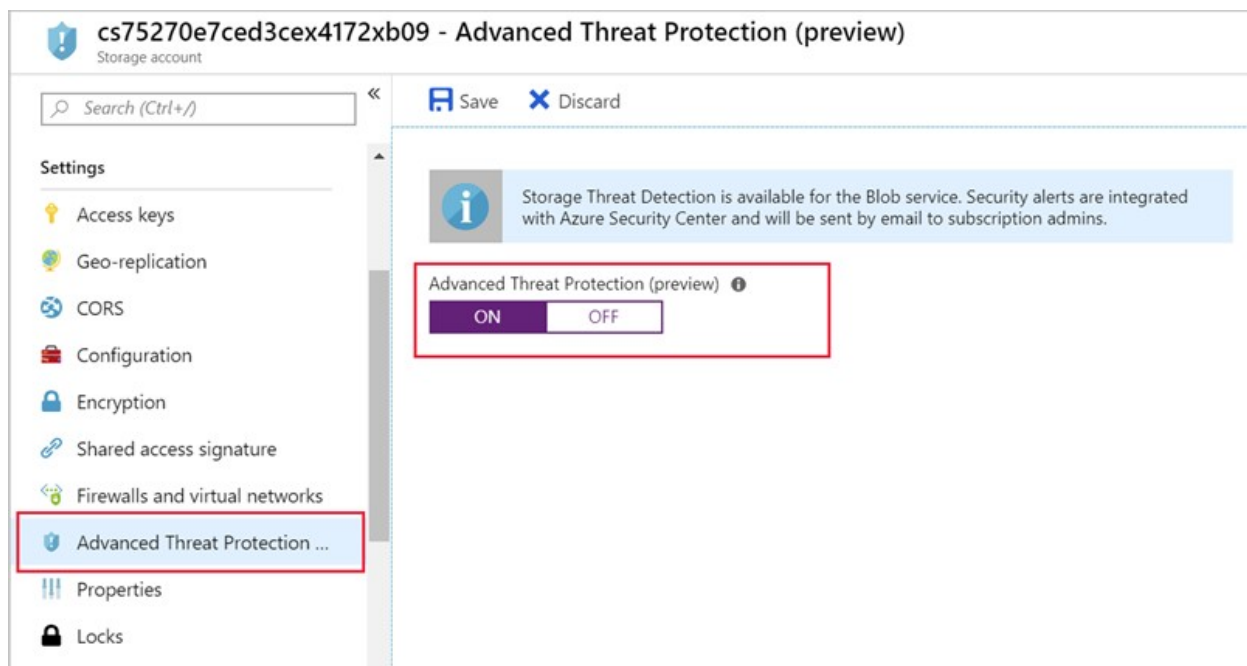 cs75270e7ced3cex4172xb09 - Advanced Threat Protection (preview)
Storage account
Search (Ctrl+/)
«
Save
Discard
Settings
Access keys
Geo-replication
CORS
Configuration
Encryption
Shared access signature
Firewalls and virtual networks
Advanced Threat Protection ...
Properties
Locks
Storage Threat Detection is available for the Blob service. Security alerts are integrated
with Azure Security Center and will be sent by email to subscription admins.
Advanced Threat Protection (preview)
ON
OFF